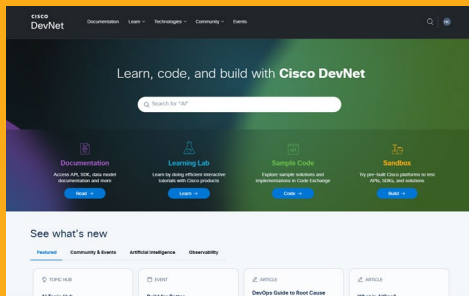 CISCO
DevNet
Documentation
Learn
Technologies
Community
Events
Learn, code, and build with Cisco DevNet
Search for "AI"
Documentation
Access API, SDK, data model
documentation and more
Read →
Learning Lab
Learn by doing efficient interactive
tutorials with Cisco products
Learn →
Sample Code
Explore sample solutions and
implementations in Code Exchange
Code →
Sandbox
Try pre-built Cisco platforms to test
APIs, SDKs, and solutions
Build →
See what's new
Featured
Community & Events
Artificial Intelligence
Observability
TOPIC HUB
EVENT
ARTICLE
DevOps Guide to Root Cause
ARTICLE